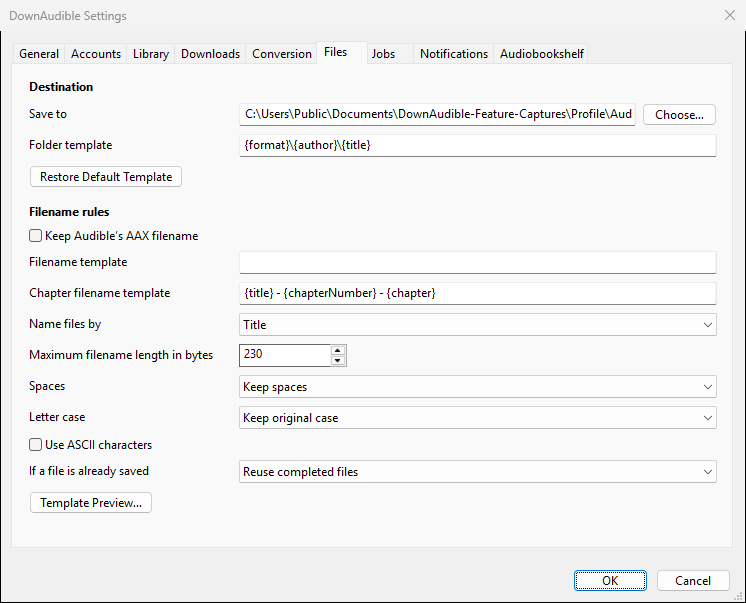 DownAudible Settings
General Accounts Library Downloads Conversion Files Jobs Notifications Audiobookshelf
Destination
Save to C:\Users\Public\Documents\DownAudible-Feature-Captures\Profile\Aud Choose...
Folder template {format}\{author}\{title}
Restore Default Template
Filename rules
Keep Audible's AAX filename
Filename template
Chapter filename template {title} - {chapterNumber} - {chapter}
Name files by Title
Maximum filename length in bytes 230
Spaces Keep spaces
Letter case Keep original case
Use ASCII characters
If a file is already saved Reuse completed files
Template Preview...
OK Cancel